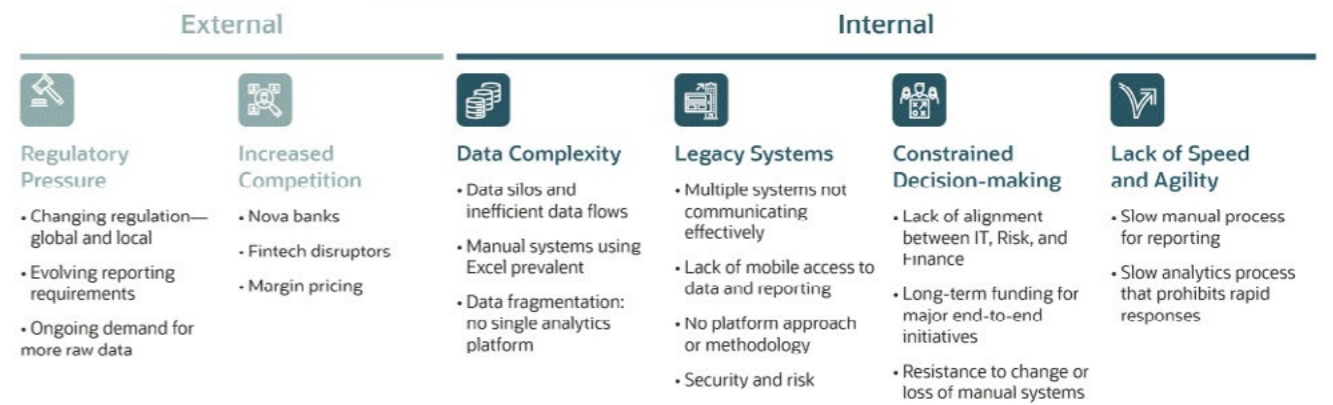 External
Internal
Regulatory
Pressure
• Changing regulation—
global and local
• Evolving reporting
requirements
• Ongoing demand for
more raw data
Increased
Competition
• Nova banks
• Fintech disruptors
• Margin pricing
Data Complexity
• Data silos and
inefficient data flows
• Manual systems using
Excel prevalent
• Data fragmentation:
no single analytics
platform
Legacy Systems
• Multiple systems not
communicating
effectively
• Lack of mobile access to
data and reporting
• No platform approach
or methodology
• Security and risk
Constrained
Decision-making
• Lack of alignment
between IT, Risk, and
Finance
• Long-term funding for
major end-to-end
initiatives
• Resistance to change or
loss of manual systems
Lack of Speed
and Agility
• Slow manual process
for reporting
• Slow analytics process
that prohibits rapid
responses